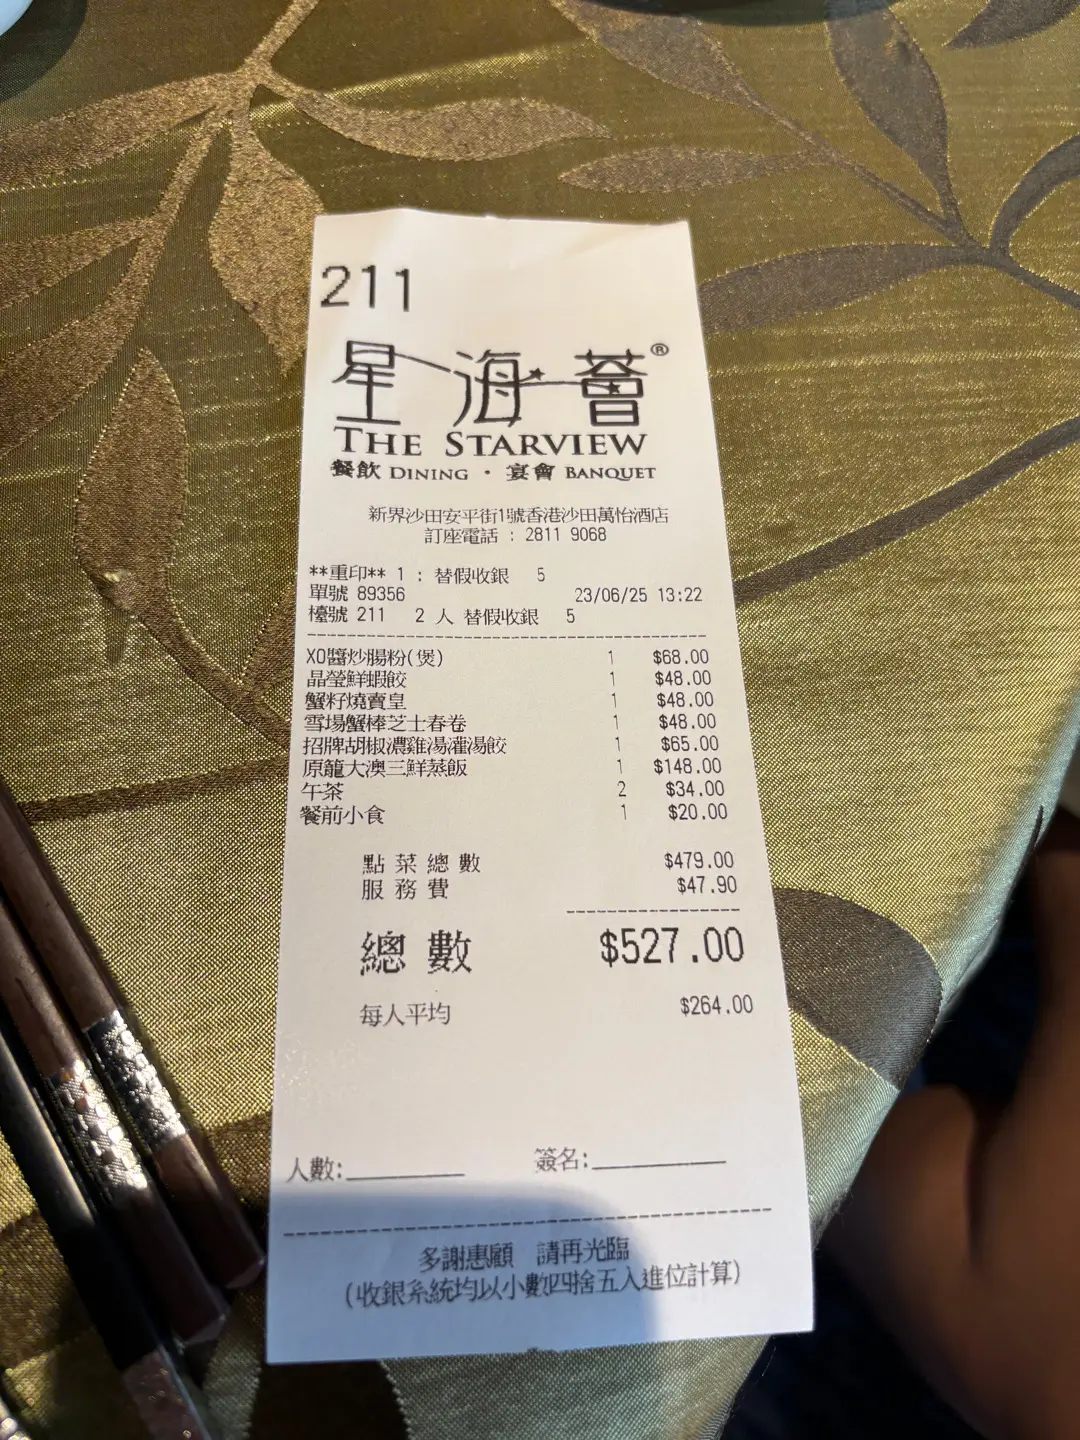 211
星海薈®
THE STARVIEW
餐飲 DINING · 宴會 BANQUET
新界沙田安平街1號香港沙田萬怡酒店
訂座電話 : 2811 9068
**重印** 1 : 替假收銀 5
單號 89356 23/06/25 13:22
檯號 211 2 人 替假收銀 5
XO醬炒腸粉(煲) 1 $68.00
晶瑩鮮蝦餃 1 $48.00
蟹籽燒賣皇 1 $48.00
雪場蟹棒芝士春卷 1 $48.00
招牌胡椒濃雞湯灌湯餃 1 $65.00
原籠大澳三鮮蒸飯 1 $148.00
午茶 2 $34.00
餐前小食 1 $20.00
點菜總數 $479.00
服務費 $47.90
總數 $527.00
每人平均 $264.00
人數:__________ 簽名:__________
多謝惠顧 請再光臨
(收銀系統均以小數四捨五入進位計算)